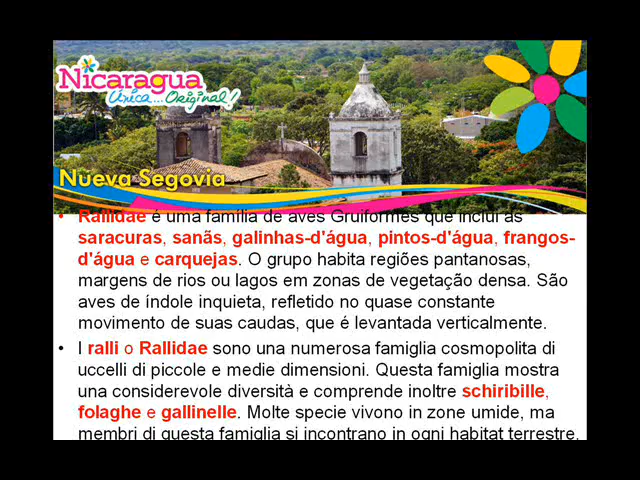 Nicaragua
Única... Original!
Nueva Segovia
• Rallidae é uma família de aves Gruiformes que inclui as
saracuras, sanãs, galinhas-d'água, pintos-d'água, frangos-
d'água e carquejas. O grupo habita regiões pantanosas,
margens de rios ou lagos em zonas de vegetação densa. São
aves de índole inquieta, refletido no quase constante
movimento de suas caudas, que é levantada verticalmente.
• I ralli o Rallidae sono una numerosa famiglia cosmopolita di
uccelli di piccole e medie dimensioni. Questa famiglia mostra
una considerevole diversità e comprende inoltre schiribille,
folaghe e gallinelle. Molte specie vivono in zone umide, ma
membri di questa famiglia si incontrano in ogni habitat terrestre,